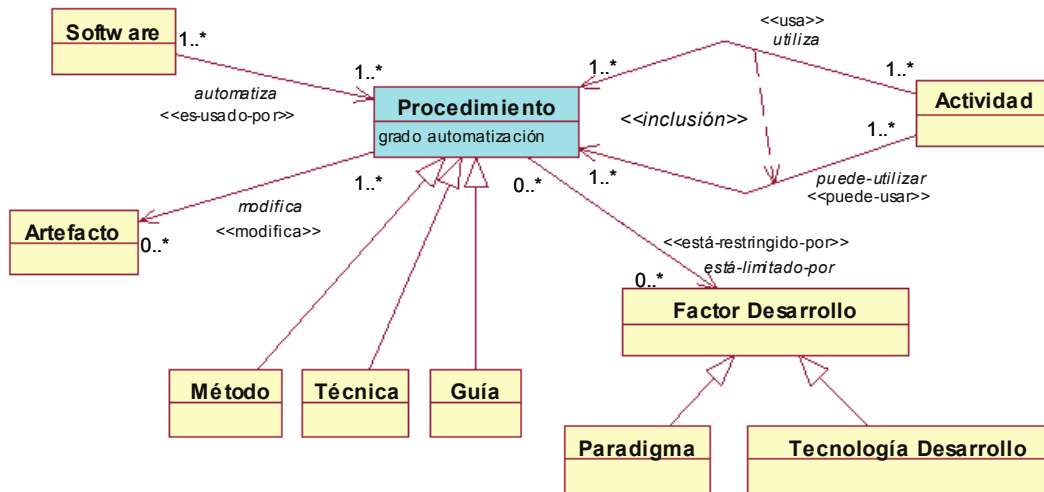 Software
1..*
1..*
automatiza
<<es-usado-por>>
Procedimiento
grado automatización
<<usa>>
utiliza
1..*
1..*
Actividad
<<inclusión>>
1..*
1..*
puede-utilizar
<<puede-usar>>
1..*
modifica
<<modifica>>
Artefacto
0..*
0..*
<<está-restringido-por>>
está-limitado-por
0..*
Factor Desarrollo
Método
Técnica
Guía
Paradigma
Tecnología Desarrollo